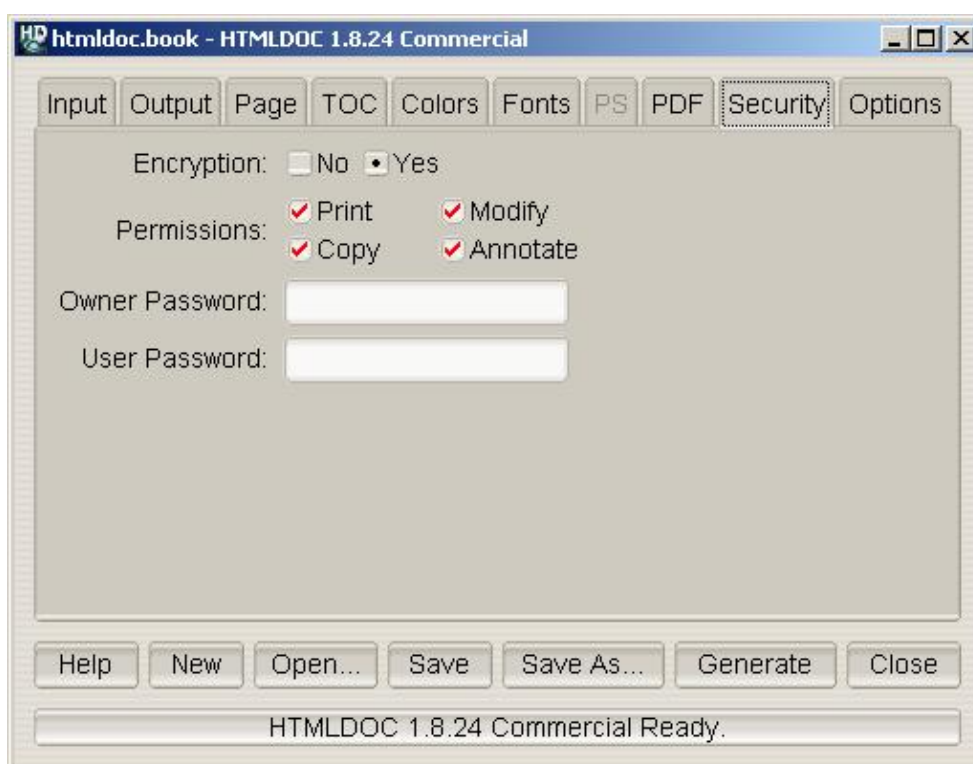 HD htmldoc.book - HTMLDOC 1.8.24 Commercial
Input Output Page TOC Colors Fonts PS PDF Security Options
Encryption: No Yes
Permissions: Print Modify
Copy Annotate
Owner Password:
User Password:
Help New Open... Save Save As... Generate Close
HTMLDOC 1.8.24 Commercial Ready.